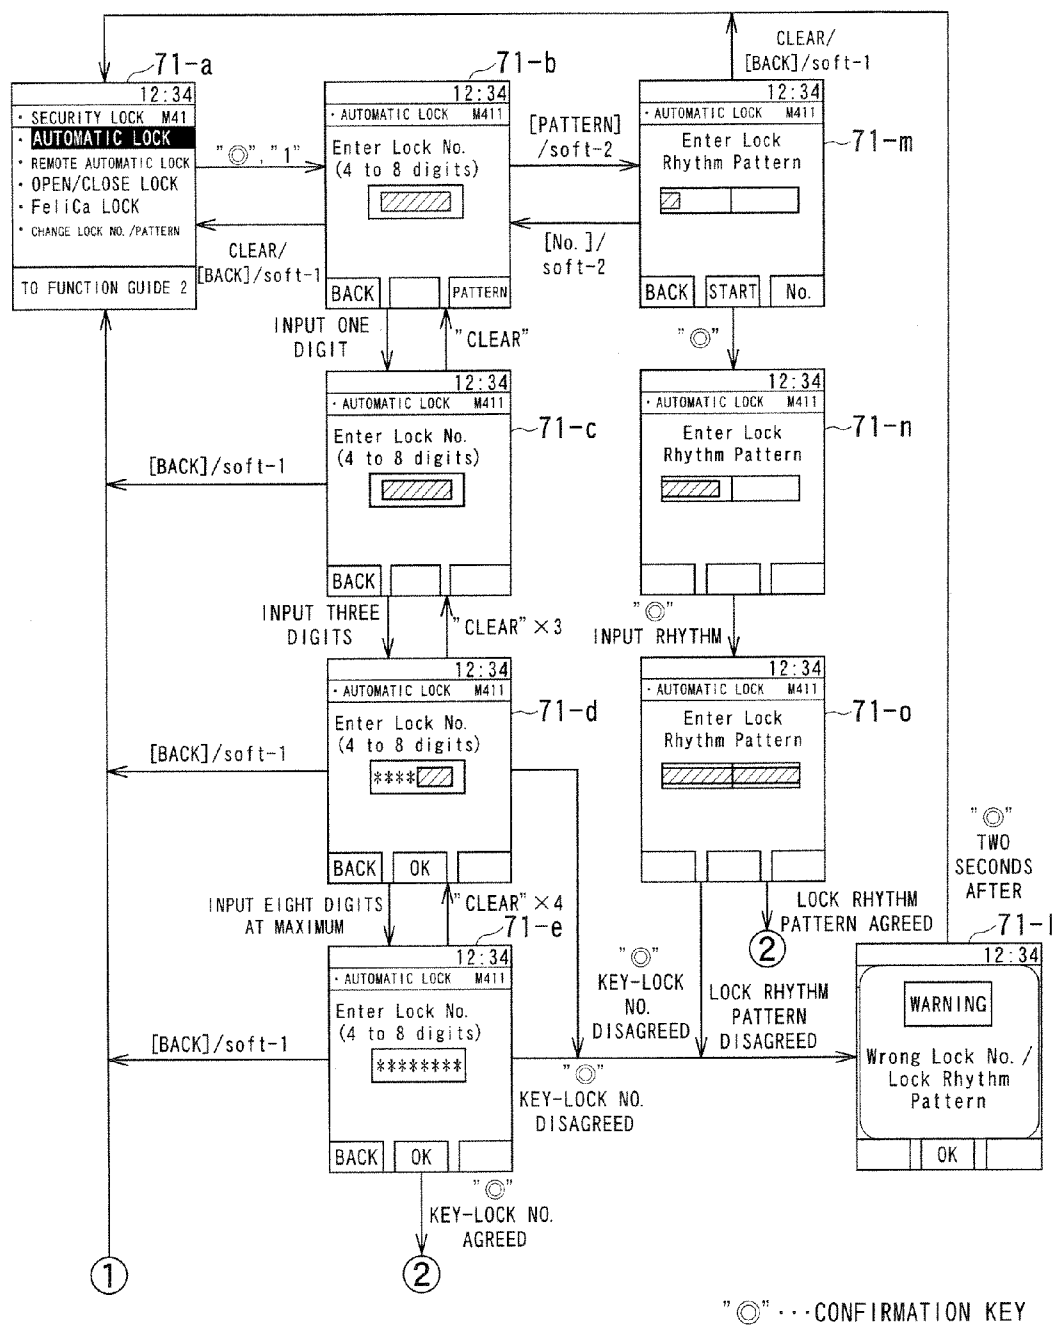 CLEAR/
[BACK]/soft-1
71-a
12:34
・SECURITY LOCK M41
・AUTOMATIC LOCK
・REMOTE AUTOMATIC LOCK
・OPEN/CLOSE LOCK
・FeliCa LOCK
・CHANGE LOCK NO./PATTERN
TO FUNCTION GUIDE 2
"◎","1"
CLEAR/
[BACK]/soft-1
71-b
12:34
・AUTOMATIC LOCK M411
Enter Lock No.
(4 to 8 digits)
BACK
PATTERN
[PATTERN]
/soft-2
[No.]/
soft-2
12:34
・AUTOMATIC LOCK M411
Enter Lock
Rhythm Pattern
71-m
BACK START No.
INPUT ONE
DIGIT
"CLEAR"
"◎"
12:34
・AUTOMATIC LOCK M411
Enter Lock No.
(4 to 8 digits)
71-c
BACK
[BACK]/soft-1
12:34
・AUTOMATIC LOCK M411
Enter Lock
Rhythm Pattern
71-n
INPUT THREE
DIGITS
"CLEAR"×3
"◎"
INPUT RHYTHM
12:34
・AUTOMATIC LOCK M411
Enter Lock No.
(4 to 8 digits)
****
71-d
BACK OK
[BACK]/soft-1
12:34
・AUTOMATIC LOCK M411
Enter Lock
Rhythm Pattern
71-o
"◎"
TWO
SECONDS
AFTER
INPUT EIGHT DIGITS
AT MAXIMUM
"CLEAR"×4
LOCK RHYTHM
PATTERN AGREED
②
71-e
12:34
・AUTOMATIC LOCK M411
Enter Lock No.
(4 to 8 digits)
********
BACK OK
[BACK]/soft-1
"◎"
KEY-LOCK
NO.
DISAGREED
LOCK RHYTHM
PATTERN
DISAGREED
"◎"
KEY-LOCK NO.
DISAGREED
71-l
12:34
WARNING
Wrong Lock No./
Lock Rhythm
Pattern
OK
"◎"
KEY-LOCK NO.
AGREED
①
②
"◎"···CONFIRMATION KEY